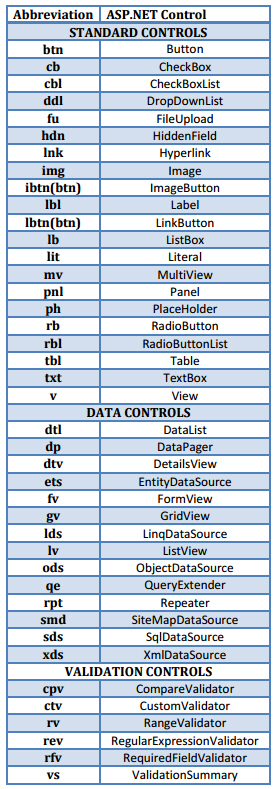 Abbreviation ASP.NET Control
STANDARD CONTROLS
btn Button
cb CheckBox
cbl CheckBoxList
ddl DropDownList
fu FileUpload
hdn HiddenField
lnk Hyperlink
img Image
ibtn(btn) ImageButton
lbl Label
lbtn(btn) LinkButton
lb ListBox
lit Literal
mv MultiView
pnl Panel
ph PlaceHolder
rb RadioButton
rbl RadioButtonList
tbl Table
txt TextBox
v View
DATA CONTROLS
dtl DataList
dp DataPager
dtv DetailsView
ets EntityDataSource
fv FormView
gv GridView
lds LinqDataSource
lv ListView
ods ObjectDataSource
qe QueryExtender
rpt Repeater
smd SiteMapDataSource
sds SqlDataSource
xds XmlDataSource
VALIDATION CONTROLS
cpv CompareValidator
ctv CustomValidator
rv RangeValidator
rev RegularExpressionValidator
rfv RequiredFieldValidator
vs ValidationSummary